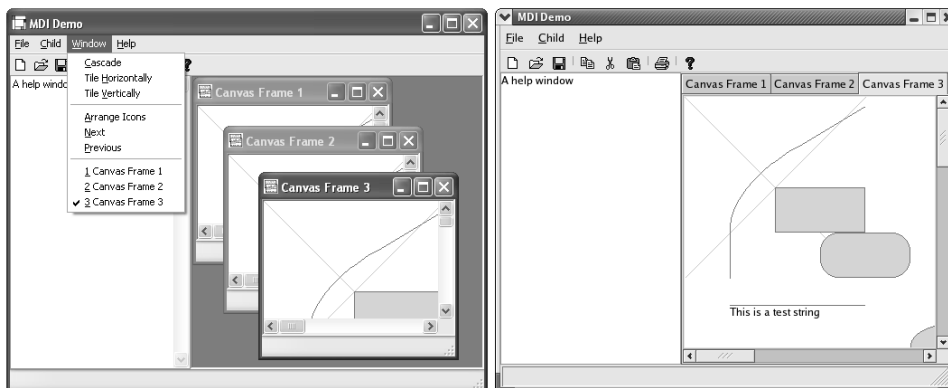 MDI Demo
File Child Window Help
A help windo
Cascade
Tile Horizontally
Tile Vertically
Arrange Icons
Next
Previous
1 Canvas Frame 1
2 Canvas Frame 2
3 Canvas Frame 3
Canvas Frame 1
Canvas Frame 2
Canvas Frame 3
MDI Demo
File Child Help
A help window
Canvas Frame 1 Canvas Frame 2 Canvas Frame 3
This is a test string